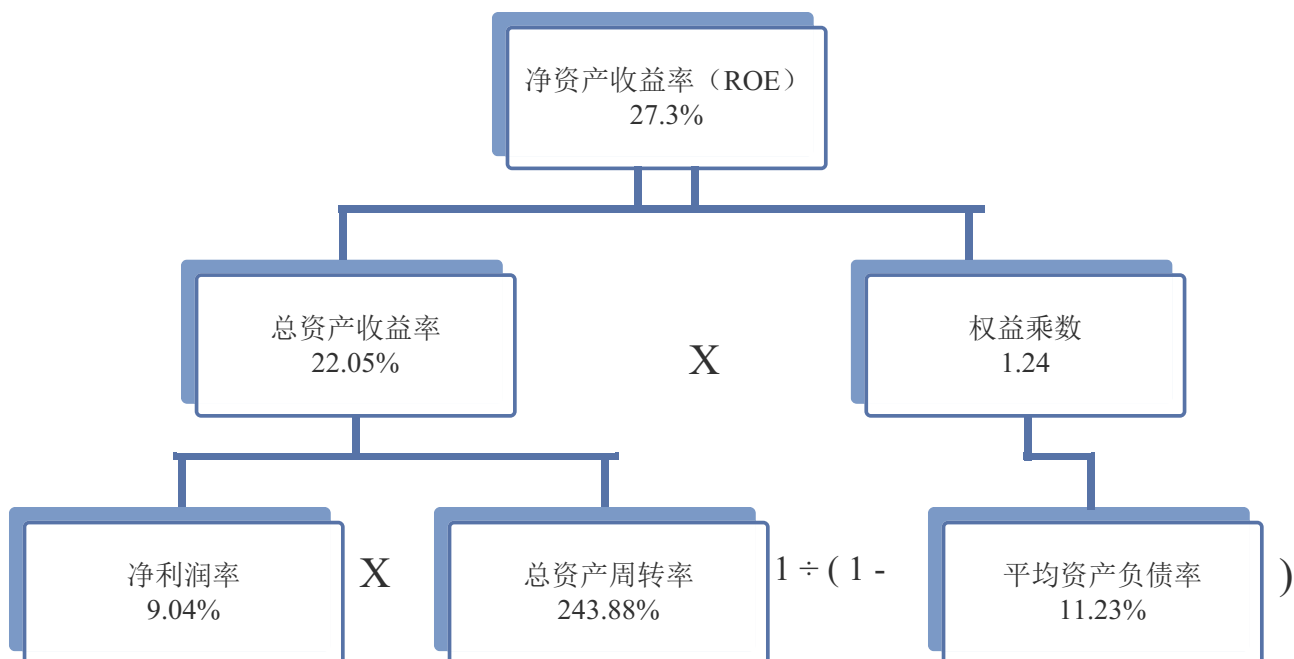 净资产收益率（ROE）
27.3%
总资产收益率
22.05%
X
权益乘数
1.24
净利润率
9.04%
X
总资产周转率
243.88%
1 ÷ ( 1 -
平均资产负债率
11.23%
)